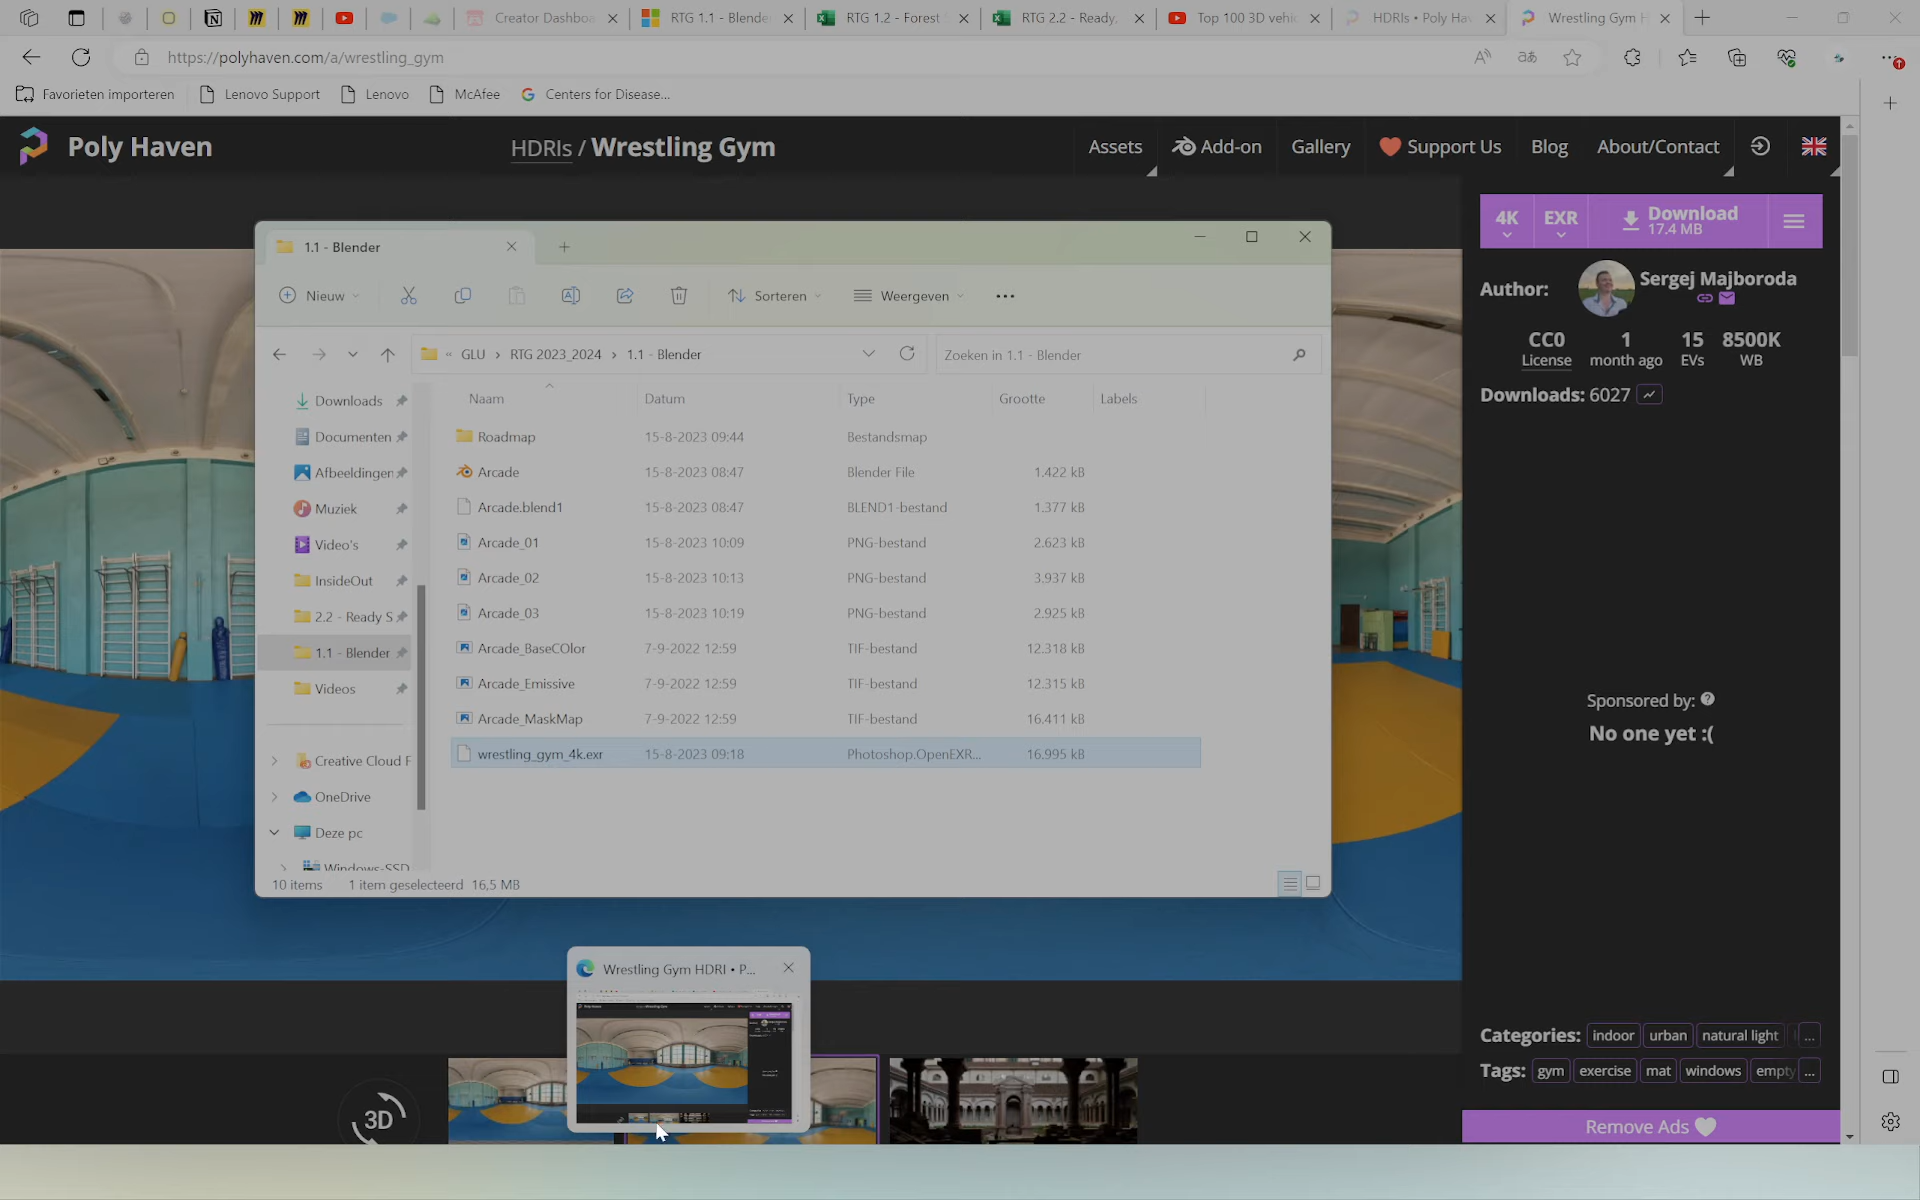 Creator Dashboa
RTG 1.1 - Blende
RTG 1.2 - Forest
RTG 2.2 - Ready,
Top 100 3D vehic
HDRIs • Poly Hav
Wrestling Gym H
https://polyhaven.com/a/wrestling_gym
Favorieten importeren
Lenovo Support
Lenovo
McAfee
Centers for Disease...
Poly Haven
HDRIs / Wrestling Gym
Assets
Add-on
Gallery
Support Us
Blog
About/Contact
4K
EXR
Download
17.4 MB
Author:
Sergej Majboroda
CC0
License
1
month ago
15
EVs
8500K
WB
Downloads: 6027
Sponsored by:
No one yet :(
Categories: indoor urban natural light ...
Tags: gym exercise mat windows empty ...
Remove Ads
1.1 - Blender
Nieuw
Sorteren
Weergeven
« GLU › RTG 2023_2024 › 1.1 - Blender
Zoeken in 1.1 - Blender
Downloads
Documenten
Afbeeldingen
Muziek
Video's
InsideOut
2.2 - Ready S
1.1 - Blender
Videos
Creative Cloud F
OneDrive
Deze pc
Windows-SSD
Naam Datum Type Grootte Labels
Roadmap 15-8-2023 09:44 Bestandsmap
Arcade 15-8-2023 08:47 Blender File 1.422 kB
Arcade.blend1 15-8-2023 08:47 BLEND1-bestand 1.377 kB
Arcade_01 15-8-2023 10:09 PNG-bestand 2.623 kB
Arcade_02 15-8-2023 10:13 PNG-bestand 3.937 kB
Arcade_03 15-8-2023 10:19 PNG-bestand 2.925 kB
Arcade_BaseCOlor 7-9-2022 12:59 TIF-bestand 12.318 kB
Arcade_Emissive 7-9-2022 12:59 TIF-bestand 12.315 kB
Arcade_MaskMap 7-9-2022 12:59 TIF-bestand 16.411 kB
wrestling_gym_4k.exr 15-8-2023 09:18 Photoshop.OpenEXR... 16.995 kB
10 items 1 item geselecteerd 16,5 MB
Wrestling Gym HDRI • P...
3D